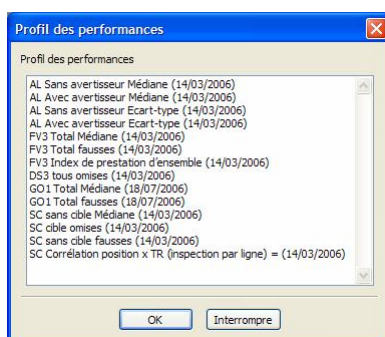 Profil des performances
Profil des performances
AL Sans avertisseur Médiane (14/03/2006)
AL Avec avertisseur Médiane (14/03/2006)
AL Sans avertisseur Ecart-type (14/03/2006)
AL Avec avertisseur Ecart-type (14/03/2006)
FV3 Total Médiane (14/03/2006)
FV3 Total fausses (14/03/2006)
FV3 Index de prestation d'ensemble (14/03/2006)
DS3 tous omises (14/03/2006)
GO1 Total Médiane (18/07/2006)
GO1 Total fausses (18/07/2006)
SC sans cible Médiane (14/03/2006)
SC cible omises (14/03/2006)
SC sans cible fausses (14/03/2006)
SC Corrélation position x TR (inspection par ligne) = (14/03/2006)
OK
Interrompre